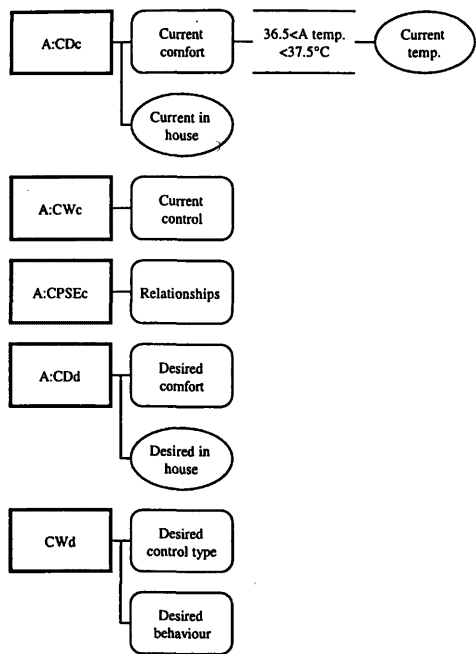 A:CDc
Current
comfort
36.5<A temp.
<37.5°C
Current
temp.
Current in
house
A:CWc
Current
control
A:CPSEc
Relationships
A:CDd
Desired
comfort
Desired in
house
CWd
Desired
control type
Desired
behaviour